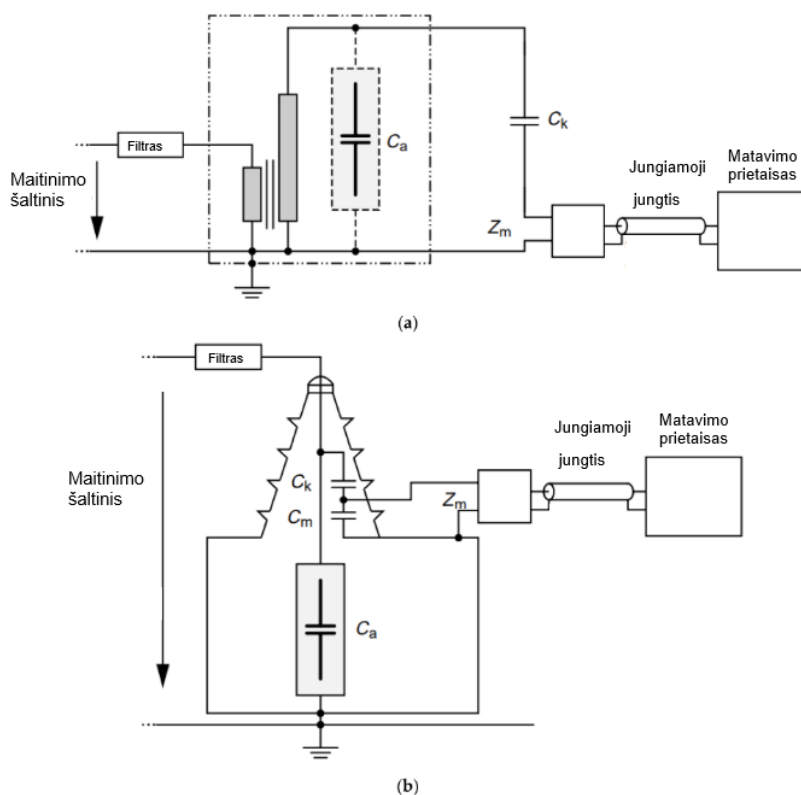 Filtras
Maitinimo
šaltinis
Ca
Ck
Zm
Jungiamoji
jungtis
Matavimo
prietaisas
(a)
Filtras
Maitinimo
šaltinis
Ck
Cm
Zm
Jungiamoji
jungtis
Matavimo
prietaisas
Ca
(b)